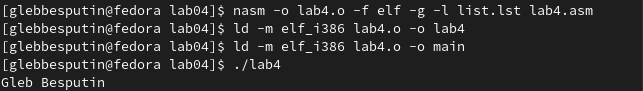 [glebbesputin@fedora lab04]$ nasm -o lab4.o -f elf -g -l list.lst lab4.asm
[glebbesputin@fedora lab04]$ ld -m elf_i386 lab4.o -o lab4
[glebbesputin@fedora lab04]$ ld -m elf_i386 lab4.o -o main
[glebbesputin@fedora lab04]$ ./lab4
Gleb Besputin